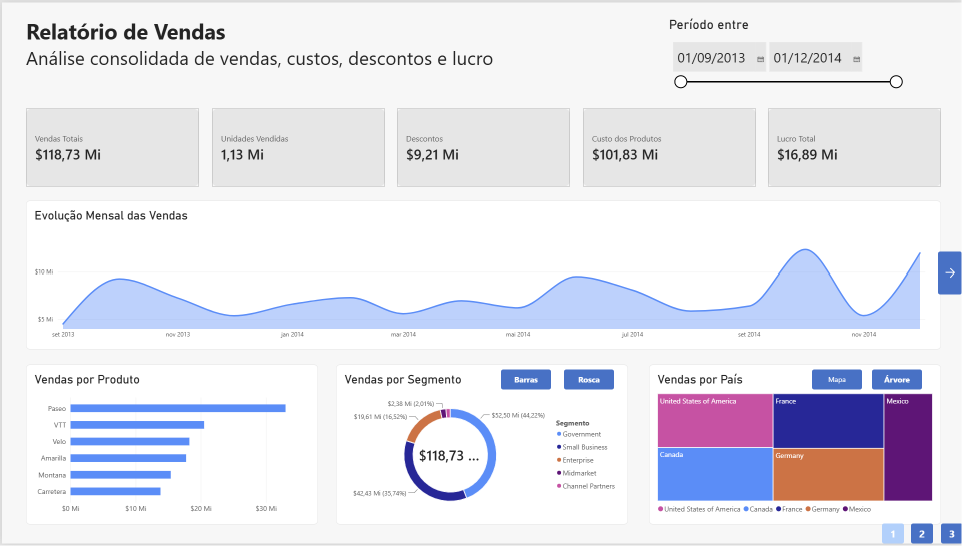 Relatório de Vendas
Análise consolidada de vendas, custos, descontos e lucro
Período entre
01/09/2013
01/12/2014
Vendas Totais
$118,73 Mi
Unidades Vendidas
1,13 Mi
Descontos
$9,21 Mi
Custo dos Produtos
$101,83 Mi
Lucro Total
$16,89 Mi
Evolução Mensal das Vendas
$10 Mi
$5 Mi
set 2013
nov 2013
jan 2014
mar 2014
mai 2014
jul 2014
set 2014
nov 2014
Vendas por Produto
Paseo
VTT
Velo
Amarilla
Montana
Carretera
$0 Mi
$10 Mi
$20 Mi
$30 Mi
Vendas por Segmento
Barras
Rosca
$2,38 Mi (2,01%)
$19,61 Mi (16,52%)
$52,50 Mi (44,22%)
$118,73 ...
$42,43 Mi (35,74%)
Segmento
Government
Small Business
Enterprise
Midmarket
Channel Partners
Vendas por País
Mapa
Árvore
United States of America
France
Mexico
Canada
Germany
United States of America
Canada
France
Germany
Mexico
1
2
3